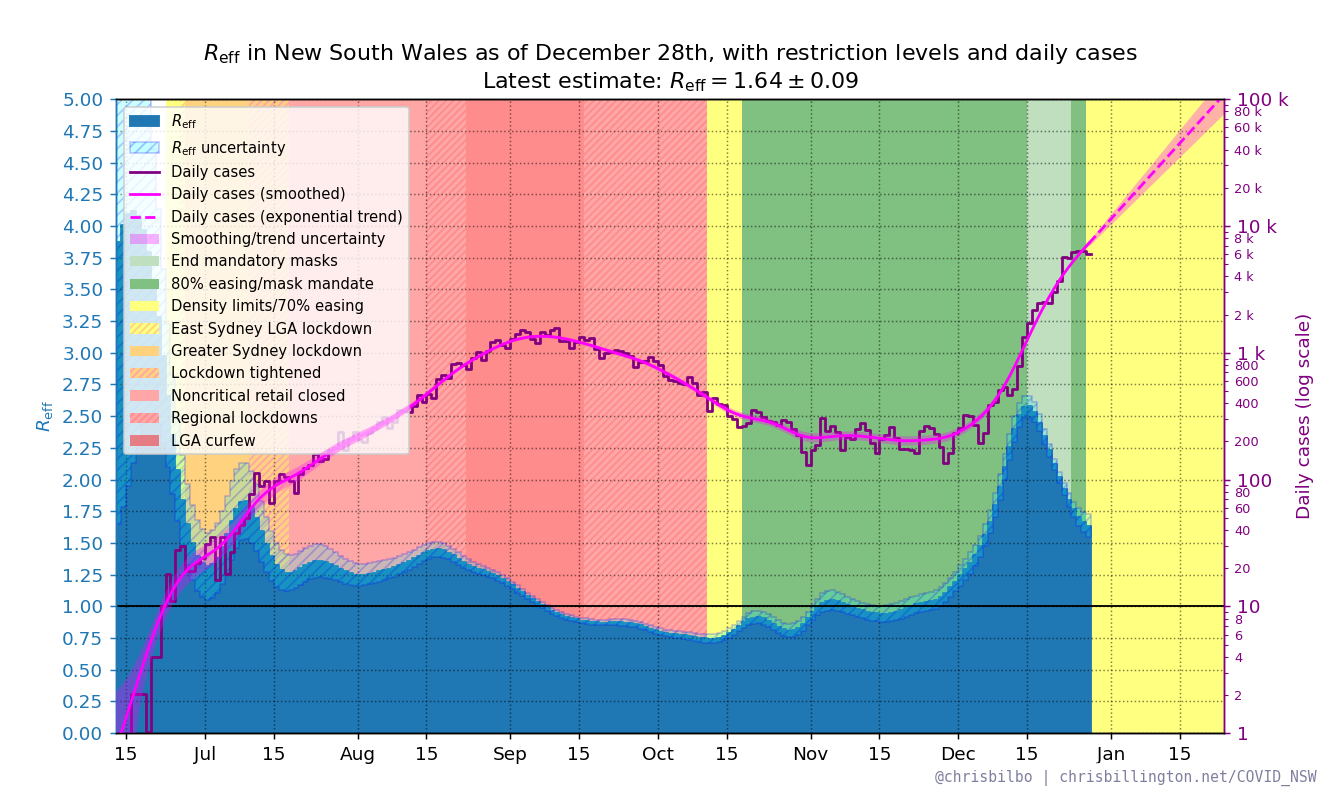 Reff in New South Wales as of December 28th, with restriction levels and daily cases
Latest estimate: Reff = 1.64 ± 0.09
5.00
4.75
4.50
4.25
4.00
3.75
3.50
3.25
3.00
2.75
2.50
2.25
2.00
1.75
1.50
1.25
1.00
0.75
0.50
0.25
0.00
Reff
Reff
Reff uncertainty
Daily cases
Daily cases (smoothed)
Daily cases (exponential trend)
Smoothing/trend uncertainty
End mandatory masks
80% easing/mask mandate
Density limits/70% easing
East Sydney LGA lockdown
Greater Sydney lockdown
Lockdown tightened
Noncritical retail closed
Regional lockdowns
LGA curfew
100 k
80 k
60 k
40 k
20 k
10 k
8 k
6 k
4 k
2 k
1 k
800
600
400
200
100
80
60
40
20
10
8
6
4
2
1
Daily cases (log scale)
15 Jul 15 Aug 15 Sep 15 Oct 15 Nov 15 Dec 15 Jan 15
@chrisbilbo | chrisbillington.net/COVID_NSW